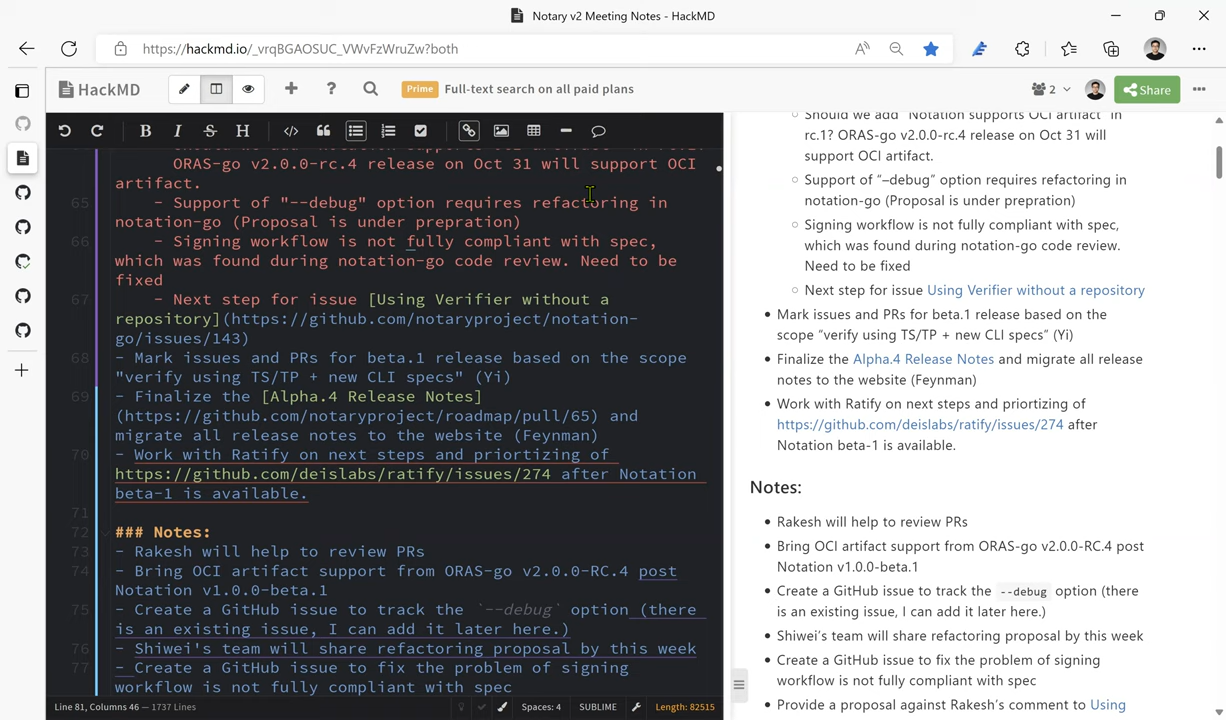 Notary v2 Meeting Notes - HackMD
https://hackmd.io/_vrqBGAOSUC_VWvFzWruZw?both
HackMD
Prime Full-text search on all paid plans
2
Share
B I S H
ORAS-go v2.0.0-rc.4 release on Oct 31 will support OCI
artifact.
65 - Support of "--debug" option requires refactoring in
notation-go (Proposal is under prepration)
66 - Signing workflow is not fully compliant with spec,
which was found during notation-go code review. Need to be
fixed
67 - Next step for issue [Using Verifier without a
repository](https://github.com/notaryproject/notation-
go/issues/143)
68 - Mark issues and PRs for beta.1 release based on the scope
"verify using TS/TP + new CLI specs" (Yi)
69 - Finalize the [Alpha.4 Release Notes]
(https://github.com/notaryproject/roadmap/pull/65) and
migrate all release notes to the website (Feynman)
70 - Work with Ratify on next steps and priortizing of
https://github.com/deislabs/ratify/issues/274 after Notation
beta-1 is available.
71
72 ### Notes:
73 - Rakesh will help to review PRs
74 - Bring OCI artifact support from ORAS-go v2.0.0-RC.4 post
Notation v1.0.0-beta.1
75 - Create a GitHub issue to track the `--debug` option (there
is an existing issue, I can add it later here.)
76 - Shiwei's team will share refactoring proposal by this week
77 - Create a GitHub issue to fix the problem of signing
workflow is not fully compliant with spec
Line 81, Columns 46 — 1737 Lines
Spaces: 4
SUBLIME
Length: 82515
Should we add "Notation supports OCI artifact" in
rc.1? ORAS-go v2.0.0-rc.4 release on Oct 31 will
support OCI artifact.
Support of “–debug” option requires refactoring in
notation-go (Proposal is under prepration)
Signing workflow is not fully compliant with spec,
which was found during notation-go code review.
Need to be fixed
Next step for issue Using Verifier without a repository
Mark issues and PRs for beta.1 release based on the
scope “verify using TS/TP + new CLI specs” (Yi)
Finalize the Alpha.4 Release Notes and migrate all release
notes to the website (Feynman)
Work with Ratify on next steps and priortizing of
https://github.com/deislabs/ratify/issues/274 after
Notation beta-1 is available.
Notes:
Rakesh will help to review PRs
Bring OCI artifact support from ORAS-go v2.0.0-RC.4 post
Notation v1.0.0-beta.1
Create a GitHub issue to track the --debug option (there
is an existing issue, I can add it later here.)
Shiwei’s team will share refactoring proposal by this week
Create a GitHub issue to fix the problem of signing
workflow is not fully compliant with spec
Provide a proposal against Rakesh’s comment to Using